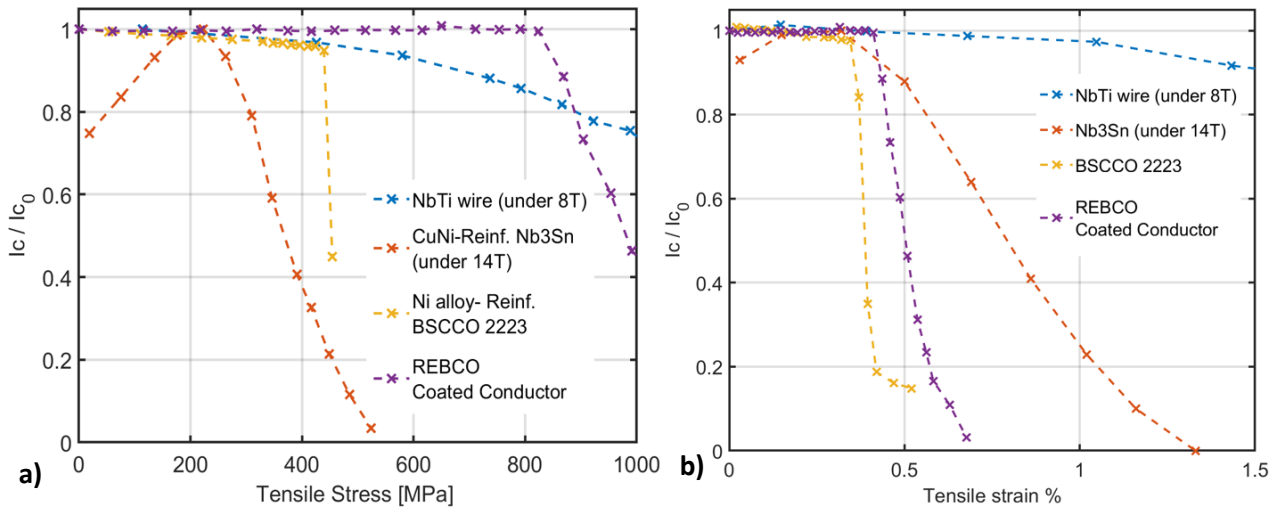 1
0.8
0.6
0.4
0.2
0
Ic / Ic0
NbTi wire (under 8T)
CuNi-Reinf. Nb3Sn
(under 14T)
Ni alloy- Reinf.
BSCCO 2223
REBCO
Coated Conductor
0 200 400 600 800 1000
Tensile Stress [MPa]
a)
1
0.8
0.6
0.4
0.2
0
Ic / Ic0
NbTi wire (under 8T)
Nb3Sn (under 14T)
BSCCO 2223
REBCO
Coated Conductor
0 0.5 1 1.5
Tensile strain %
b)